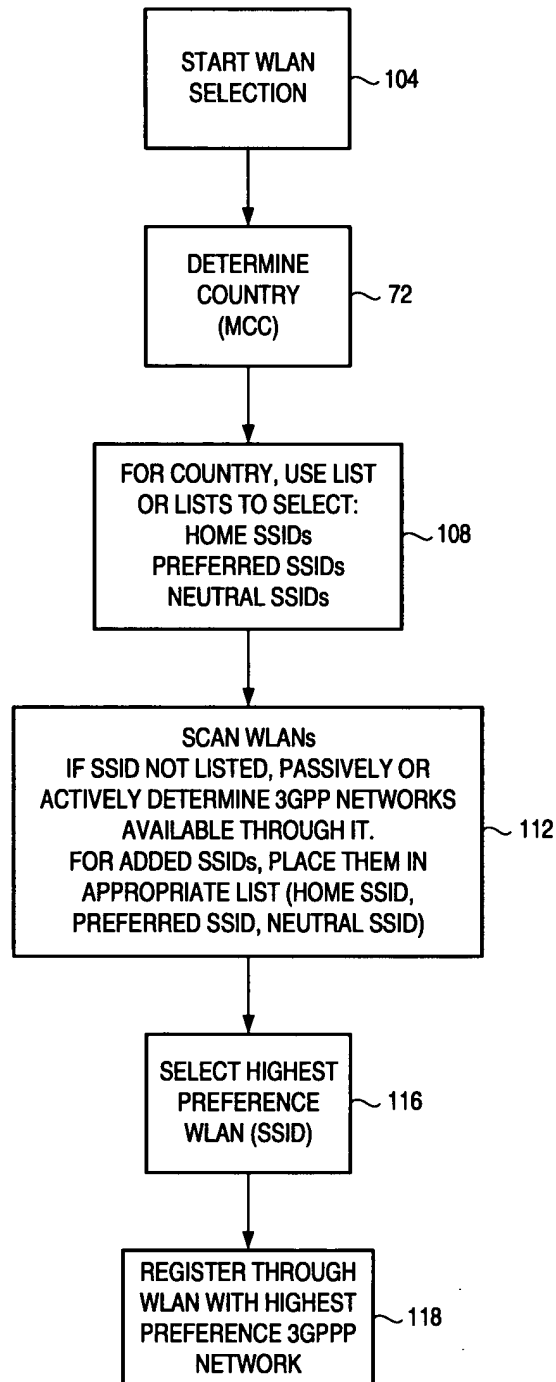 START WLAN
SELECTION
104
DETERMINE
COUNTRY
(MCC)
72
FOR COUNTRY, USE LIST
OR LISTS TO SELECT:
HOME SSIDs
PREFERRED SSIDs
NEUTRAL SSIDs
108
SCAN WLANs
IF SSID NOT LISTED, PASSIVELY OR
ACTIVELY DETERMINE 3GPP NETWORKS
AVAILABLE THROUGH IT.
FOR ADDED SSIDs, PLACE THEM IN
APPROPRIATE LIST (HOME SSID,
PREFERRED SSID, NEUTRAL SSID)
112
SELECT HIGHEST
PREFERENCE
WLAN (SSID)
116
REGISTER THROUGH
WLAN WITH HIGHEST
PREFERENCE 3GPPP
NETWORK
118